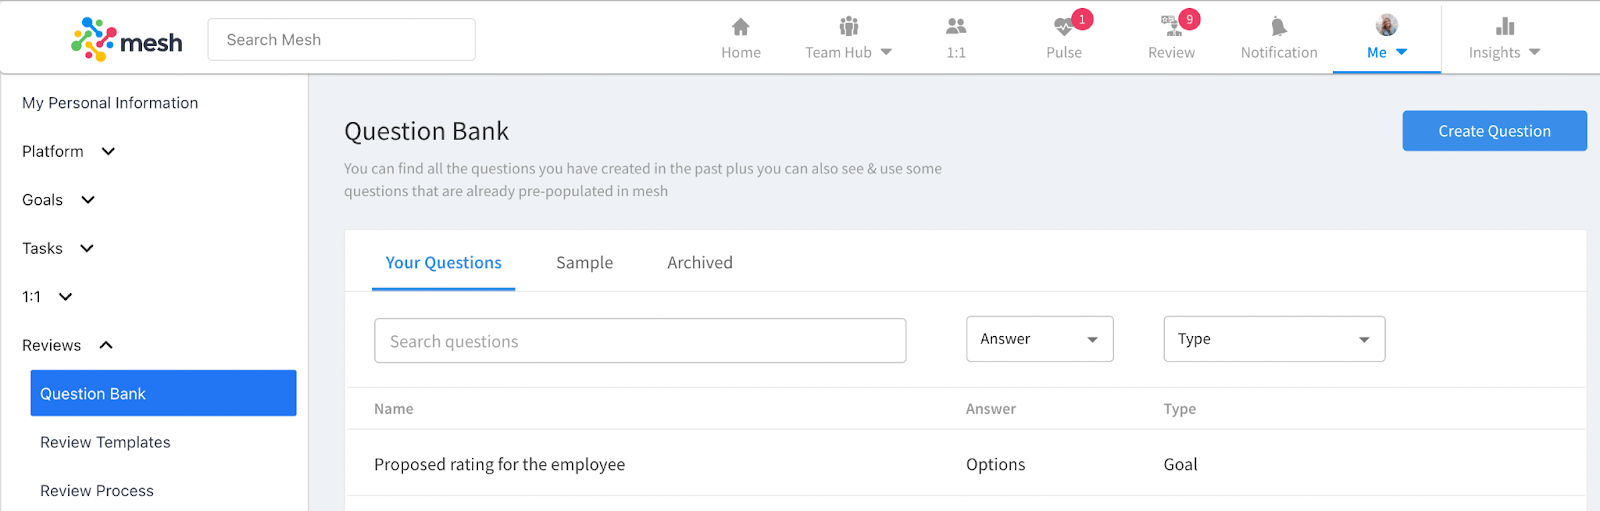 mesh
Search Mesh
Home
Team Hub
1:1
1
Pulse
9
Review
Notification
Me
Insights
My Personal Information
Platform
Goals
Tasks
1:1
Reviews
Question Bank
Review Templates
Review Process
Question Bank
Create Question
You can find all the questions you have created in the past plus you can also see & use some
questions that are already pre-populated in mesh
Your Questions Sample Archived
Search questions Answer Type
Name Answer Type
Proposed rating for the employee Options Goal